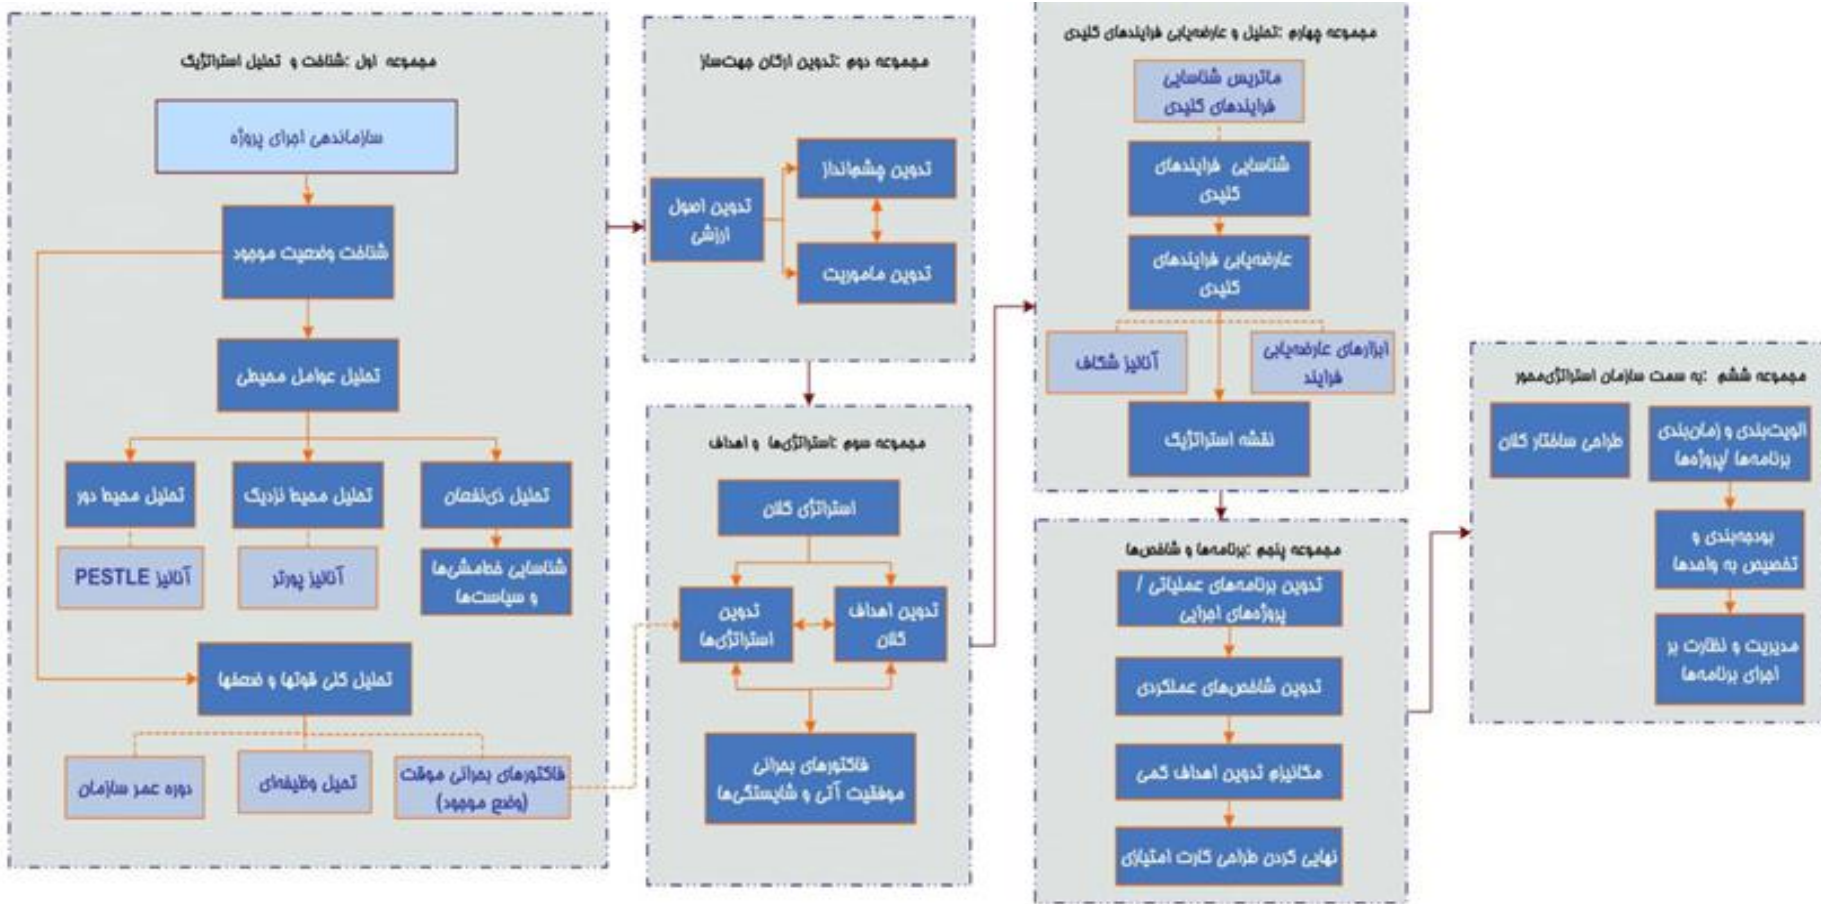 مجموعه اول :شناخت و تحلیل استراتژیک
سازماندهی اجرای پروژه
شناخت وضعیت موجود
تحلیل عوامل محیطی
تحلیل ذی‌نفعان
تحلیل محیط نزدیک
تحلیل محیط دور
شناسایی خط‌مشی‌ها
و سیاست‌ها
آنالیز پورتر
آنالیز PESTLE
تحلیل کلی قوتها و ضعفها
فاکتورهای بحرانی موقت
(وضع موجود)
تحیل وظیفه‌ای
دوره عمر سازمان
مجموعه دوم :تدوین ارکان جهت‌ساز
تدوین اصول
ارزشی
تدوین چشم‌انداز
تدوین ماموریت
مجموعه سوم :استراتژی‌ها و اهداف
استراتژی کلان
تدوین اهداف
کلان
تدوین
استراتژی‌ها
فاکتورهای بحرانی
موفقیت آتی و شایستگی‌ها
مجموعه چهارم :تحلیل و عارضه‌یابی فرایندهای کلیدی
ماتریس شناسایی
فرایندهای کلیدی
شناسایی فرایندهای
کلیدی
عارضه‌یابی فرایندهای
کلیدی
ابزارهای عارضه‌یابی
فرایند
آنالیز شکاف
نقشه استراتژیک
مجموعه پنجم :برنامه‌ها و شاخص‌ها
تدوین برنامه‌های عملیاتی /
پروژه‌های اجرایی
تدوین شاخص‌های عملکردی
مکانیزم تدوین اهداف کمی
نهایی کردن طراحی کارت امتیازی
مجموعه ششم :به سمت سازمان استراتژی‌محور
الویت‌بندی و زمان‌بندی
برنامه‌ها /پروژه‌ها
طراحی ساختار کلان
بودجه‌بندی و
تخصیص به واحدها
مدیریت و نظارت بر
اجرای برنامه‌ها